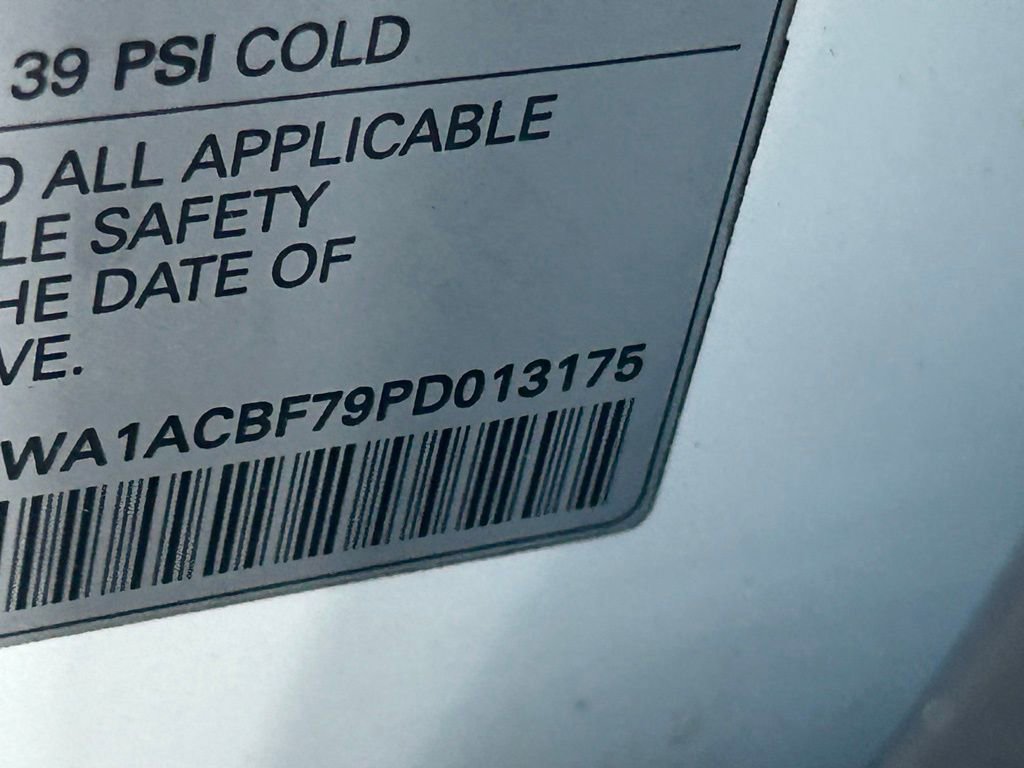 39 PSI COLD
D ALL APPLICABLE
LE SAFETY
HE DATE OF
VE.
WA1ACBF79PD013175